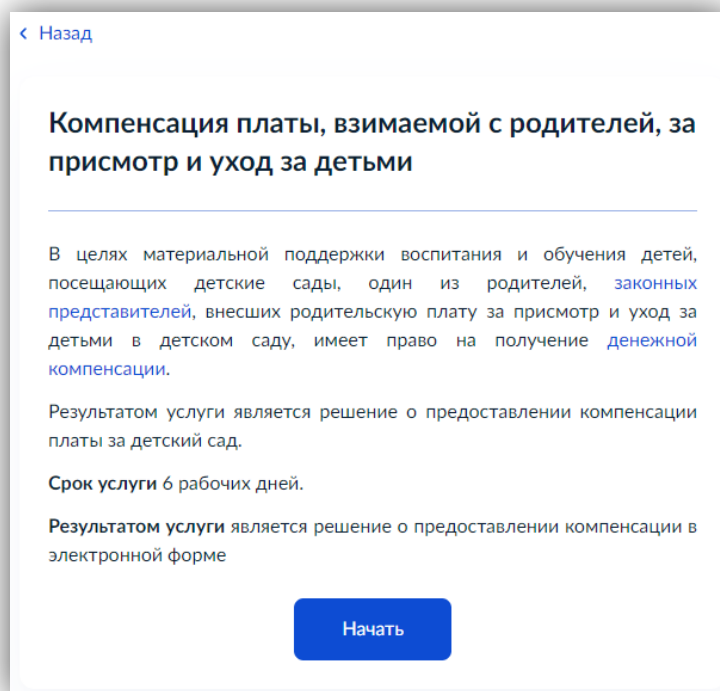 Назад
Компенсация платы, взимаемой с родителей, за
присмотр и уход за детьми
В целях материальной поддержки воспитания и обучения детей,
посещающих детские сады, один из родителей, законных
представителей, внесших родительскую плату за присмотр и уход за
детьми в детском саду, имеет право на получение денежной
компенсации.
Результатом услуги является решение о предоставлении компенсации
платы за детский сад.
Срок услуги 6 рабочих дней.
Результатом услуги является решение о предоставлении компенсации в
электронной форме
Начать